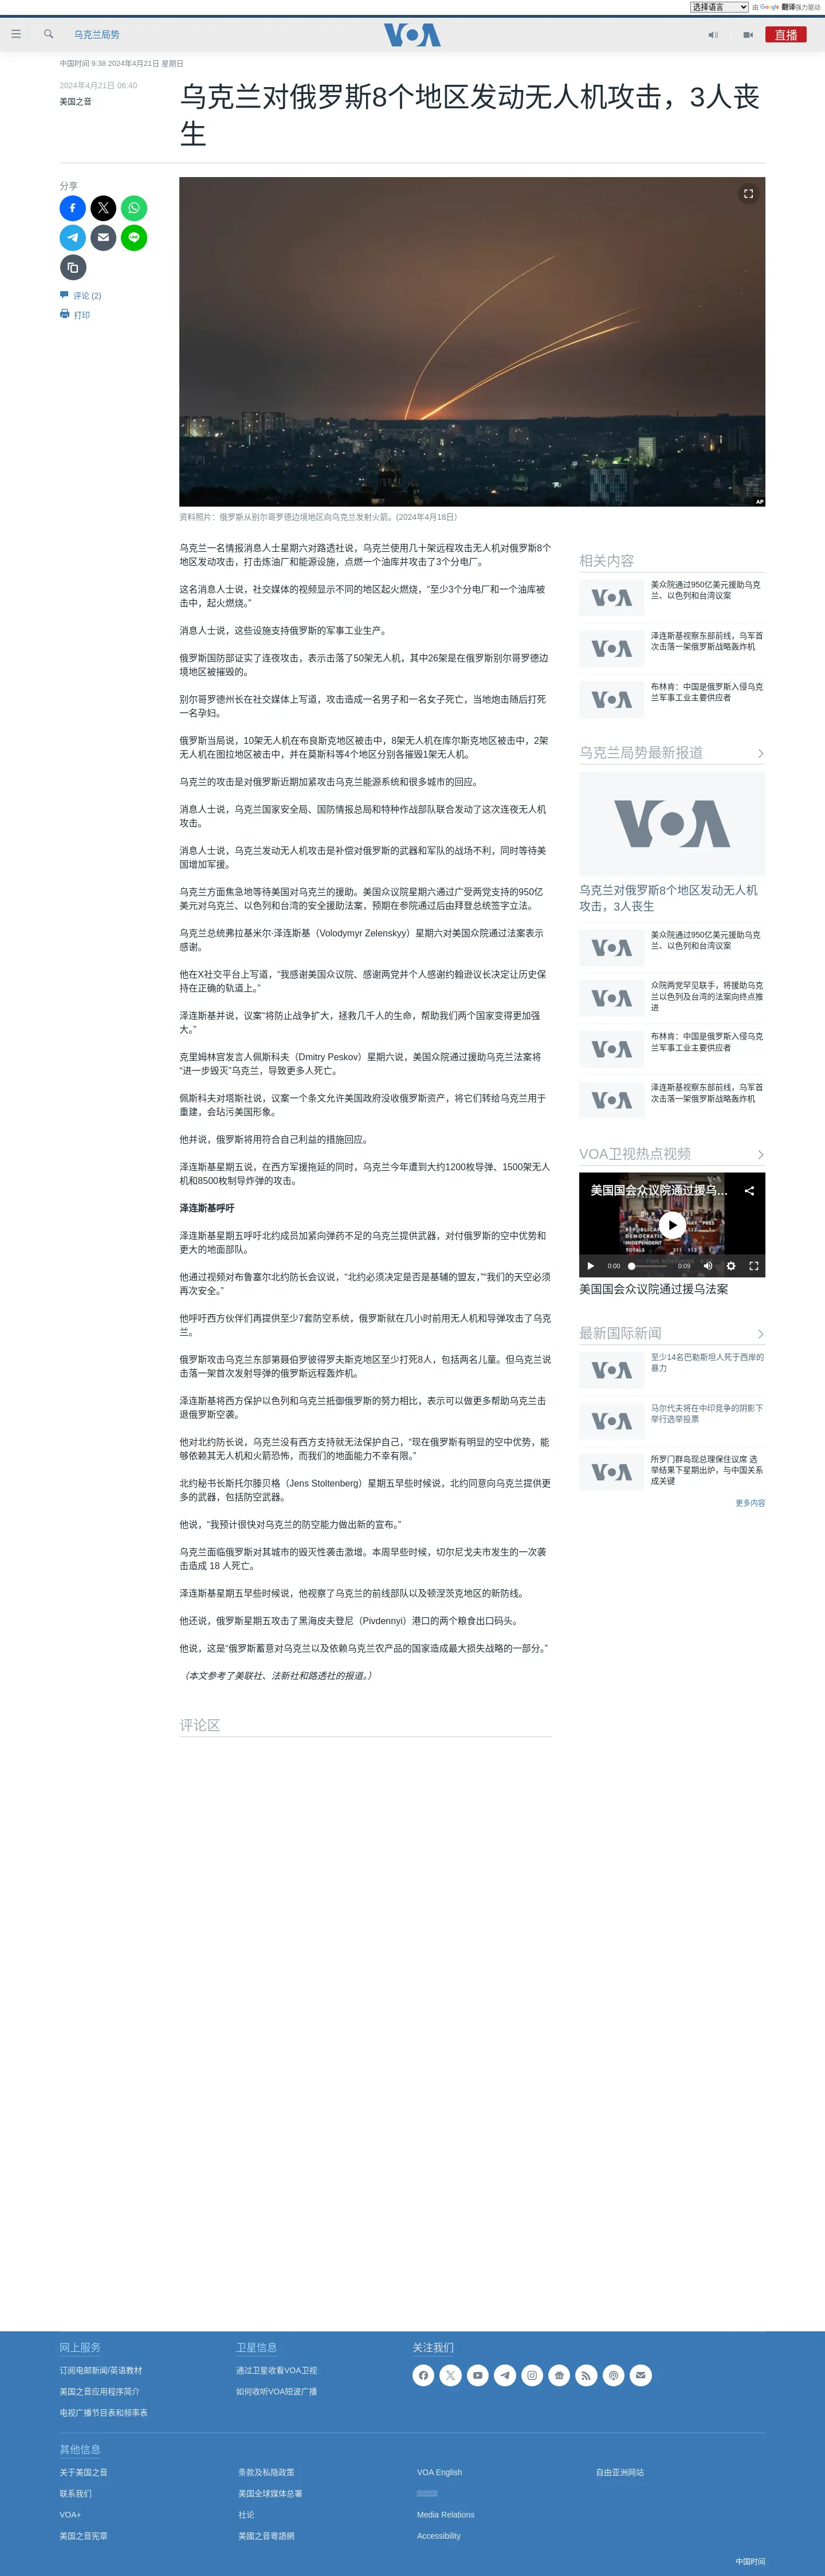 选择语言 由 Google 翻译强力驱动
乌克兰局势
VOA
直播
中国时间 9:38 2024年4月21日 星期日
2024年4月21日 06:40
美国之音
乌克兰对俄罗斯8个地区发动无人机攻击，3人丧
生
分享
评论 (2)
打印
AP
资料照片：俄罗斯从别尔哥罗德边境地区向乌克兰发射火箭。(2024年4月18日）
乌克兰一名情报消息人士星期六对路透社说，乌克兰使用几十架远程攻击无人机对俄罗斯8个
地区发动攻击，打击炼油厂和能源设施，点燃一个油库并攻击了3个分电厂。
这名消息人士说，社交媒体的视频显示不同的地区起火燃烧，“至少3个分电厂和一个油库被
击中，起火燃烧。”
消息人士说，这些设施支持俄罗斯的军事工业生产。
俄罗斯国防部证实了连夜攻击，表示击落了50架无人机，其中26架是在俄罗斯别尔哥罗德边
境地区被摧毁的。
别尔哥罗德州长在社交媒体上写道，攻击造成一名男子和一名女子死亡，当地炮击随后打死
一名孕妇。
俄罗斯当局说，10架无人机在布良斯克地区被击中，8架无人机在库尔斯克地区被击中，2架
无人机在图拉地区被击中，并在莫斯科等4个地区分别各摧毁1架无人机。
乌克兰的攻击是对俄罗斯近期加紧攻击乌克兰能源系统和很多城市的回应。
消息人士说，乌克兰国家安全局、国防情报总局和特种作战部队联合发动了这次连夜无人机
攻击。
消息人士说，乌克兰发动无人机攻击是补偿对俄罗斯的武器和军队的战场不利，同时等待美
国增加军援。
乌克兰方面焦急地等待美国对乌克兰的援助。美国众议院星期六通过广受两党支持的950亿
美元对乌克兰、以色列和台湾的安全援助法案，预期在参院通过后由拜登总统签字立法。
乌克兰总统弗拉基米尔·泽连斯基（Volodymyr Zelenskyy）星期六对美国众院通过法案表示
感谢。
他在X社交平台上写道，“我感谢美国众议院、感谢两党并个人感谢约翰逊议长决定让历史保
持在正确的轨道上。”
泽连斯基并说，议案“将防止战争扩大，拯救几千人的生命，帮助我们两个国家变得更加强
大。”
克里姆林宫发言人佩斯科夫（Dmitry Peskov）星期六说，美国众院通过援助乌克兰法案将
“进一步毁灭”乌克兰，导致更多人死亡。
佩斯科夫对塔斯社说，议案一个条文允许美国政府没收俄罗斯资产，将它们转给乌克兰用于
重建，会玷污美国形象。
他并说，俄罗斯将用符合自己利益的措施回应。
泽连斯基星期五说，在西方军援拖延的同时，乌克兰今年遭到大约1200枚导弹、1500架无人
机和8500枚制导炸弹的攻击。
泽连斯基呼吁
泽连斯基星期五呼吁北约成员加紧向弹药不足的乌克兰提供武器，对付俄罗斯的空中优势和
更大的地面部队。
他通过视频对布鲁塞尔北约防长会议说，“北约必须决定是否是基辅的盟友，”“我们的天空必须
再次安全。”
他呼吁西方伙伴们再提供至少7套防空系统，俄罗斯就在几小时前用无人机和导弹攻击了乌克
兰。
俄罗斯攻击乌克兰东部第聂伯罗彼得罗夫斯克地区至少打死8人，包括两名儿童。但乌克兰说
击落一架首次发射导弹的俄罗斯远程轰炸机。
泽连斯基将西方保护以色列和乌克兰抵御俄罗斯的努力相比，表示可以做更多帮助乌克兰击
退俄罗斯空袭。
他对北约防长说，乌克兰没有西方支持就无法保护自己，“现在俄罗斯有明显的空中优势，能
够依赖其无人机和火箭恐怖，而我们的地面能力不幸有限。”
北约秘书长斯托尔滕贝格（Jens Stoltenberg）星期五早些时候说，北约同意向乌克兰提供更
多的武器，包括防空武器。
他说，“我预计很快对乌克兰的防空能力做出新的宣布。”
乌克兰面临俄罗斯对其城市的毁灭性袭击激增。本周早些时候，切尔尼戈夫市发生的一次袭
击造成 18 人死亡。
泽连斯基星期五早些时候说，他视察了乌克兰的前线部队以及顿涅茨克地区的新防线。
他还说，俄罗斯星期五攻击了黑海皮夫登尼（Pivdennyi）港口的两个粮食出口码头。
他说，这是“俄罗斯蓄意对乌克兰以及依赖乌克兰农产品的国家造成最大损失战略的一部分。”
（本文参考了美联社、法新社和路透社的报道。）
评论区
相关内容
VOA
美众院通过950亿美元援助乌克
兰、以色列和台湾议案
VOA
泽连斯基视察东部前线，乌军首
次击落一架俄罗斯战略轰炸机
VOA
布林肯：中国是俄罗斯入侵乌克
兰军事工业主要供应者
乌克兰局势最新报道
VOA
乌克兰对俄罗斯8个地区发动无人机
攻击，3人丧生
VOA
美众院通过950亿美元援助乌克
兰、以色列和台湾议案
VOA
众院两党罕见联手，将援助乌克
兰以色列及台湾的法案向终点推
进
VOA
布林肯：中国是俄罗斯入侵乌克
兰军事工业主要供应者
VOA
泽连斯基视察东部前线，乌军首
次击落一架俄罗斯战略轰炸机
VOA卫视热点视频
美国国会众议院通过援乌...
0:00
0:09
美国国会众议院通过援乌法案
最新国际新闻
VOA
至少14名巴勒斯坦人死于西岸的
暴力
VOA
马尔代夫将在中印竞争的阴影下
举行选举投票
VOA
所罗门群岛现总理保住议席 选
举结果下星期出炉，与中国关系
成关键
更多内容
网上服务
订阅电邮新闻/英语教材
美国之音应用程序简介
电视广播节目表和频率表
卫星信息
通过卫星收看VOA卫视
如何收听VOA短波广播
关注我们
其他信息
关于美国之音
联系我们
VOA+
美国之音宪章
条款及私隐政策
美国全球媒体总署
社论
美國之音粵語網
VOA English
Media Relations
Accessibility
自由亚洲网站
中国时间